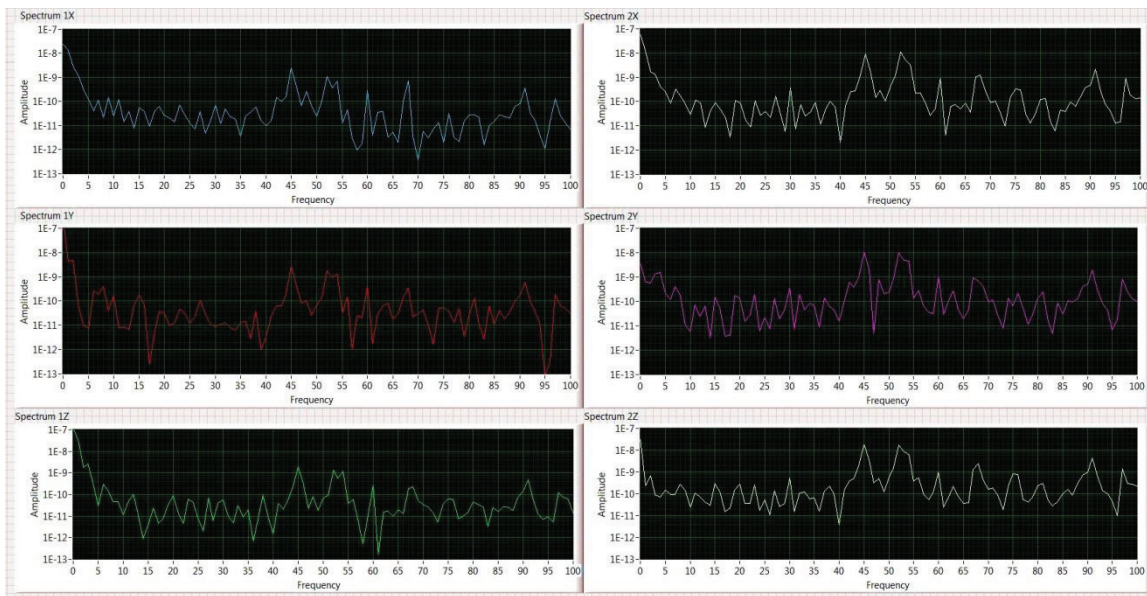 Spectrum 1X
Amplitude
1E-7
1E-8
1E-9
1E-10
1E-11
1E-12
1E-13
0 5 10 15 20 25 30 35 40 45 50 55 60 65 70 75 80 85 90 95 100
Frequency
Spectrum 2X
Amplitude
1E-7
1E-8
1E-9
1E-10
1E-11
1E-12
1E-13
0 5 10 15 20 25 30 35 40 45 50 55 60 65 70 75 80 85 90 95 100
Frequency
Spectrum 1Y
Amplitude
1E-7
1E-8
1E-9
1E-10
1E-11
1E-12
1E-13
0 5 10 15 20 25 30 35 40 45 50 55 60 65 70 75 80 85 90 95 100
Frequency
Spectrum 2Y
Amplitude
1E-7
1E-8
1E-9
1E-10
1E-11
1E-12
1E-13
0 5 10 15 20 25 30 35 40 45 50 55 60 65 70 75 80 85 90 95 100
Frequency
Spectrum 1Z
Amplitude
1E-7
1E-8
1E-9
1E-10
1E-11
1E-12
1E-13
0 5 10 15 20 25 30 35 40 45 50 55 60 65 70 75 80 85 90 95 100
Frequency
Spectrum 2Z
Amplitude
1E-7
1E-8
1E-9
1E-10
1E-11
1E-12
1E-13
0 5 10 15 20 25 30 35 40 45 50 55 60 65 70 75 80 85 90 95 100
Frequency